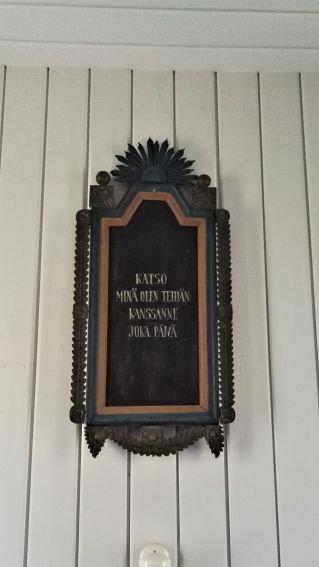 KATSO
MINÄ OLEN TEIDÄN
KANSSANNE
JOKA PÄIVÄ